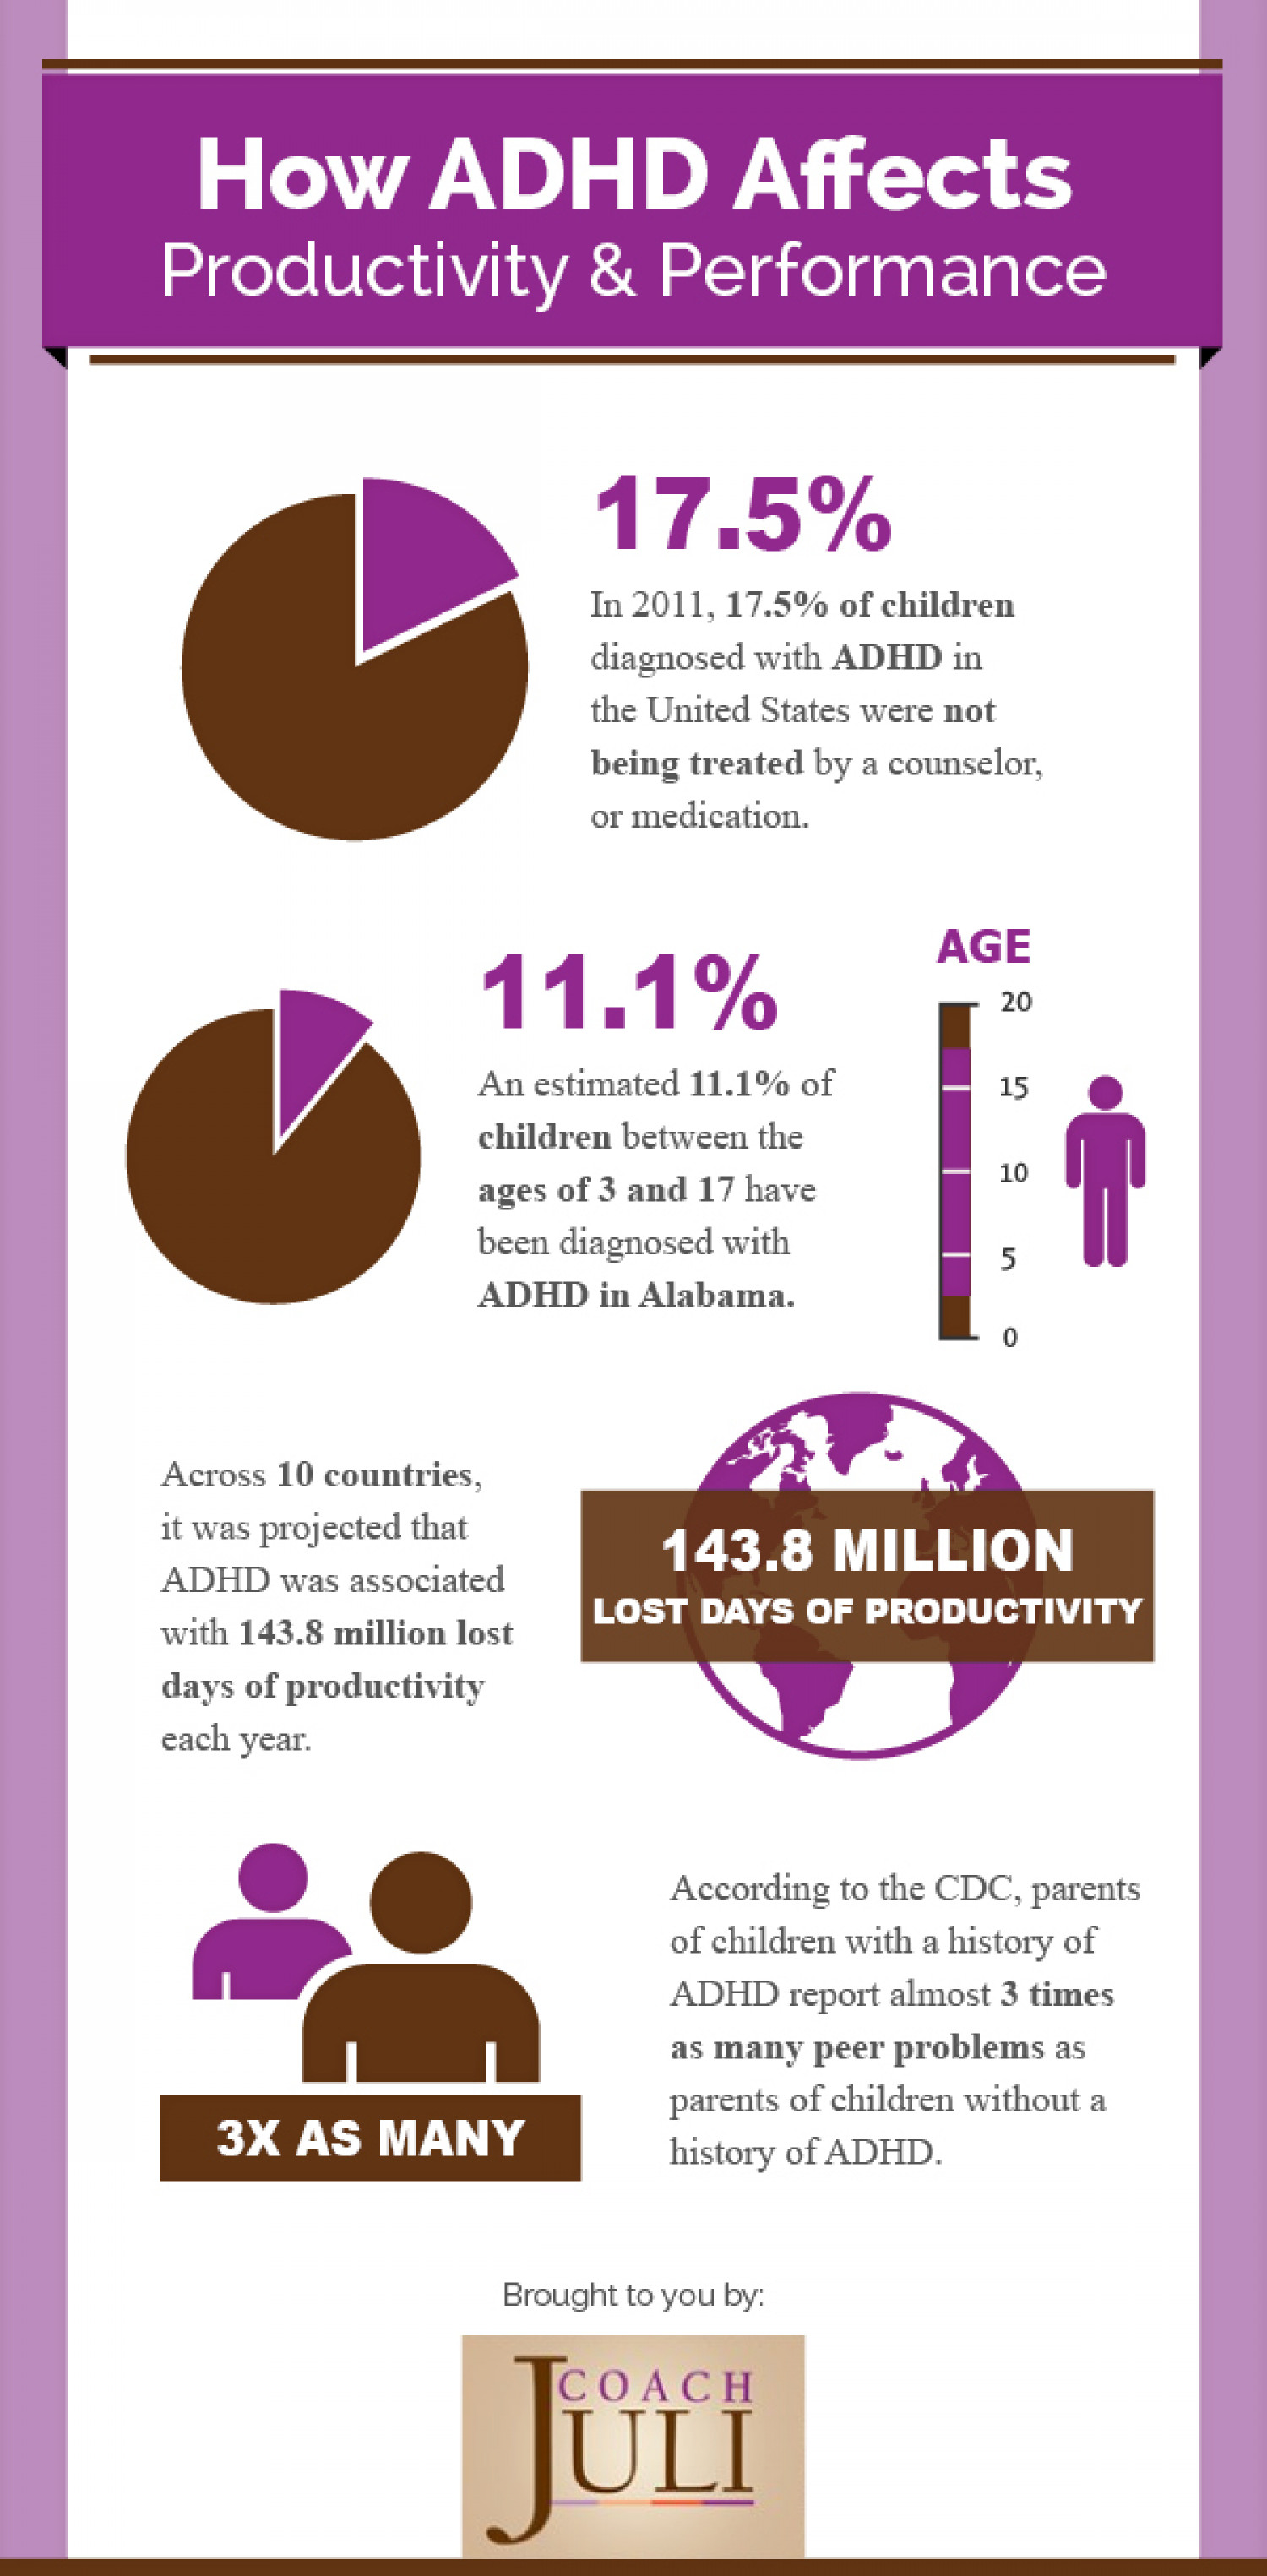 How ADHD Affects
Productivity & Performance
17.5%
In 2011, 17.5% of children
diagnosed with ADHD in
the United States were not
being treated by a counselor,
or medication.
11.1%
An estimated 11.1% of
children between the
ages of 3 and 17 have
been diagnosed with
ADHD in Alabama.
AGE
20
15
10
5
0
Across 10 countries,
it was projected that
ADHD was associated
with 143.8 million lost
days of productivity
each year.
143.8 MILLION
LOST DAYS OF PRODUCTIVITY
3X AS MANY
According to the CDC, parents
of children with a history of
ADHD report almost 3 times
as many peer problems as
parents of children without a
history of ADHD.
Brought to you by:
COACH
JULI